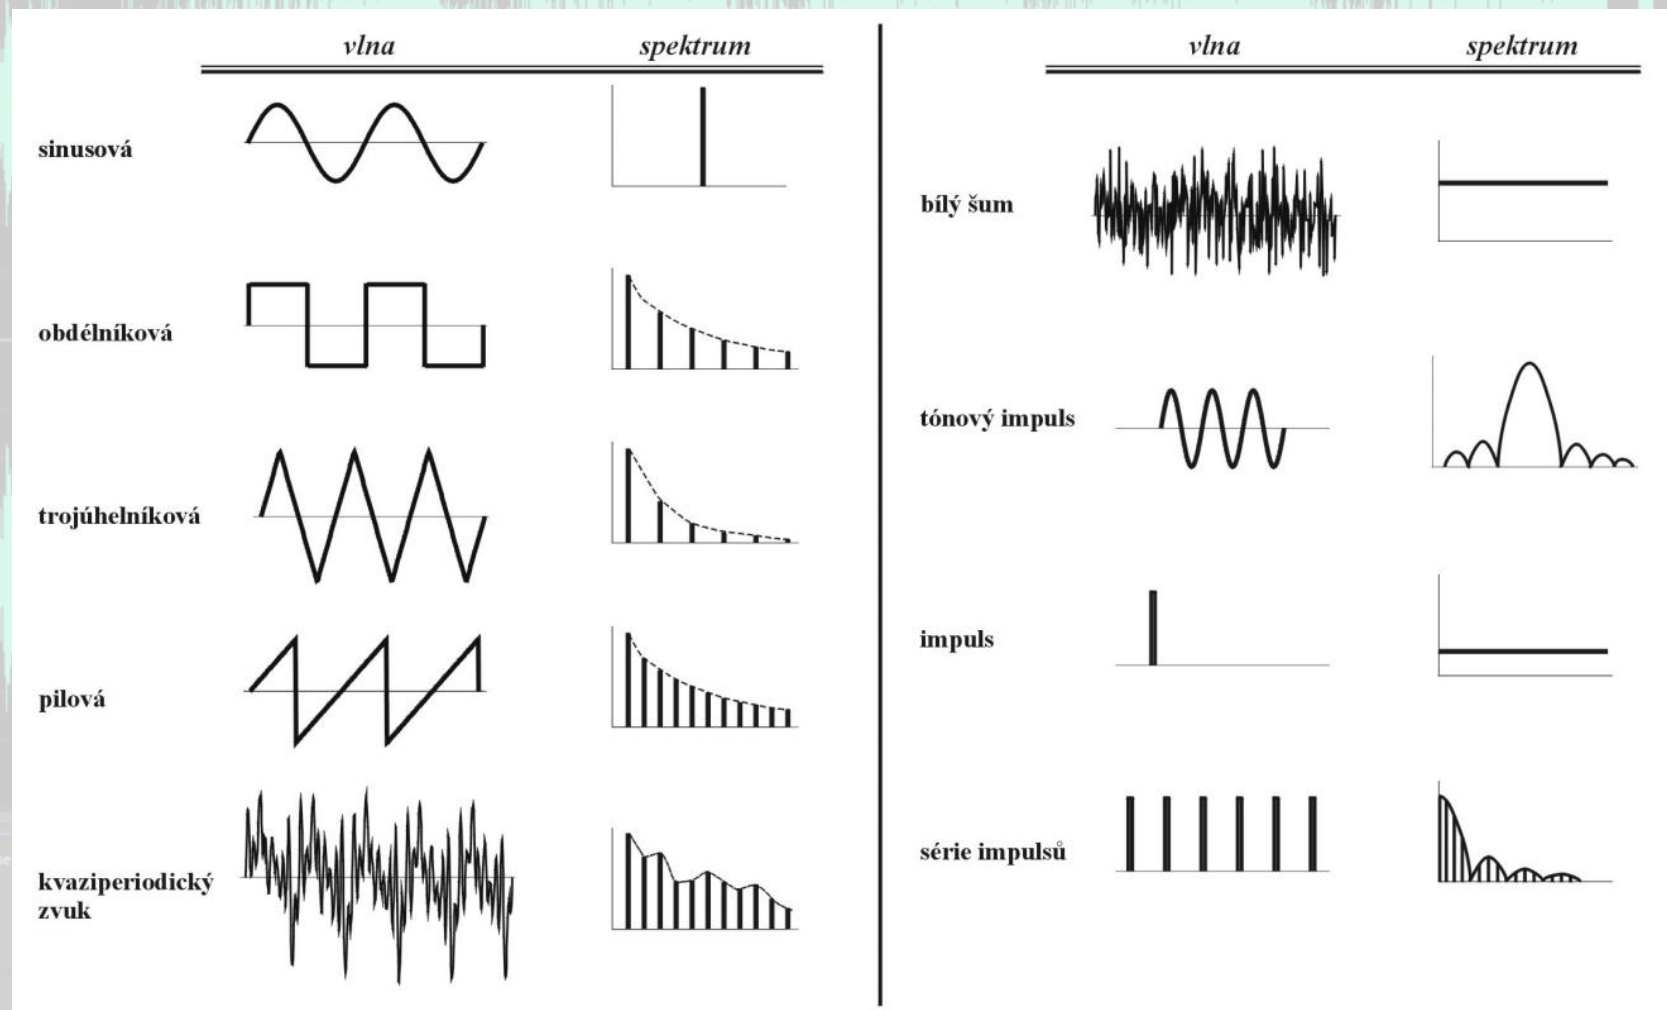 vlna spektrum
sinusová
obdélníková
trojúhelníková
pilová
kvaziperiodický
zvuk
vlna spektrum
bílý šum
tónový impuls
impuls
série impulsů